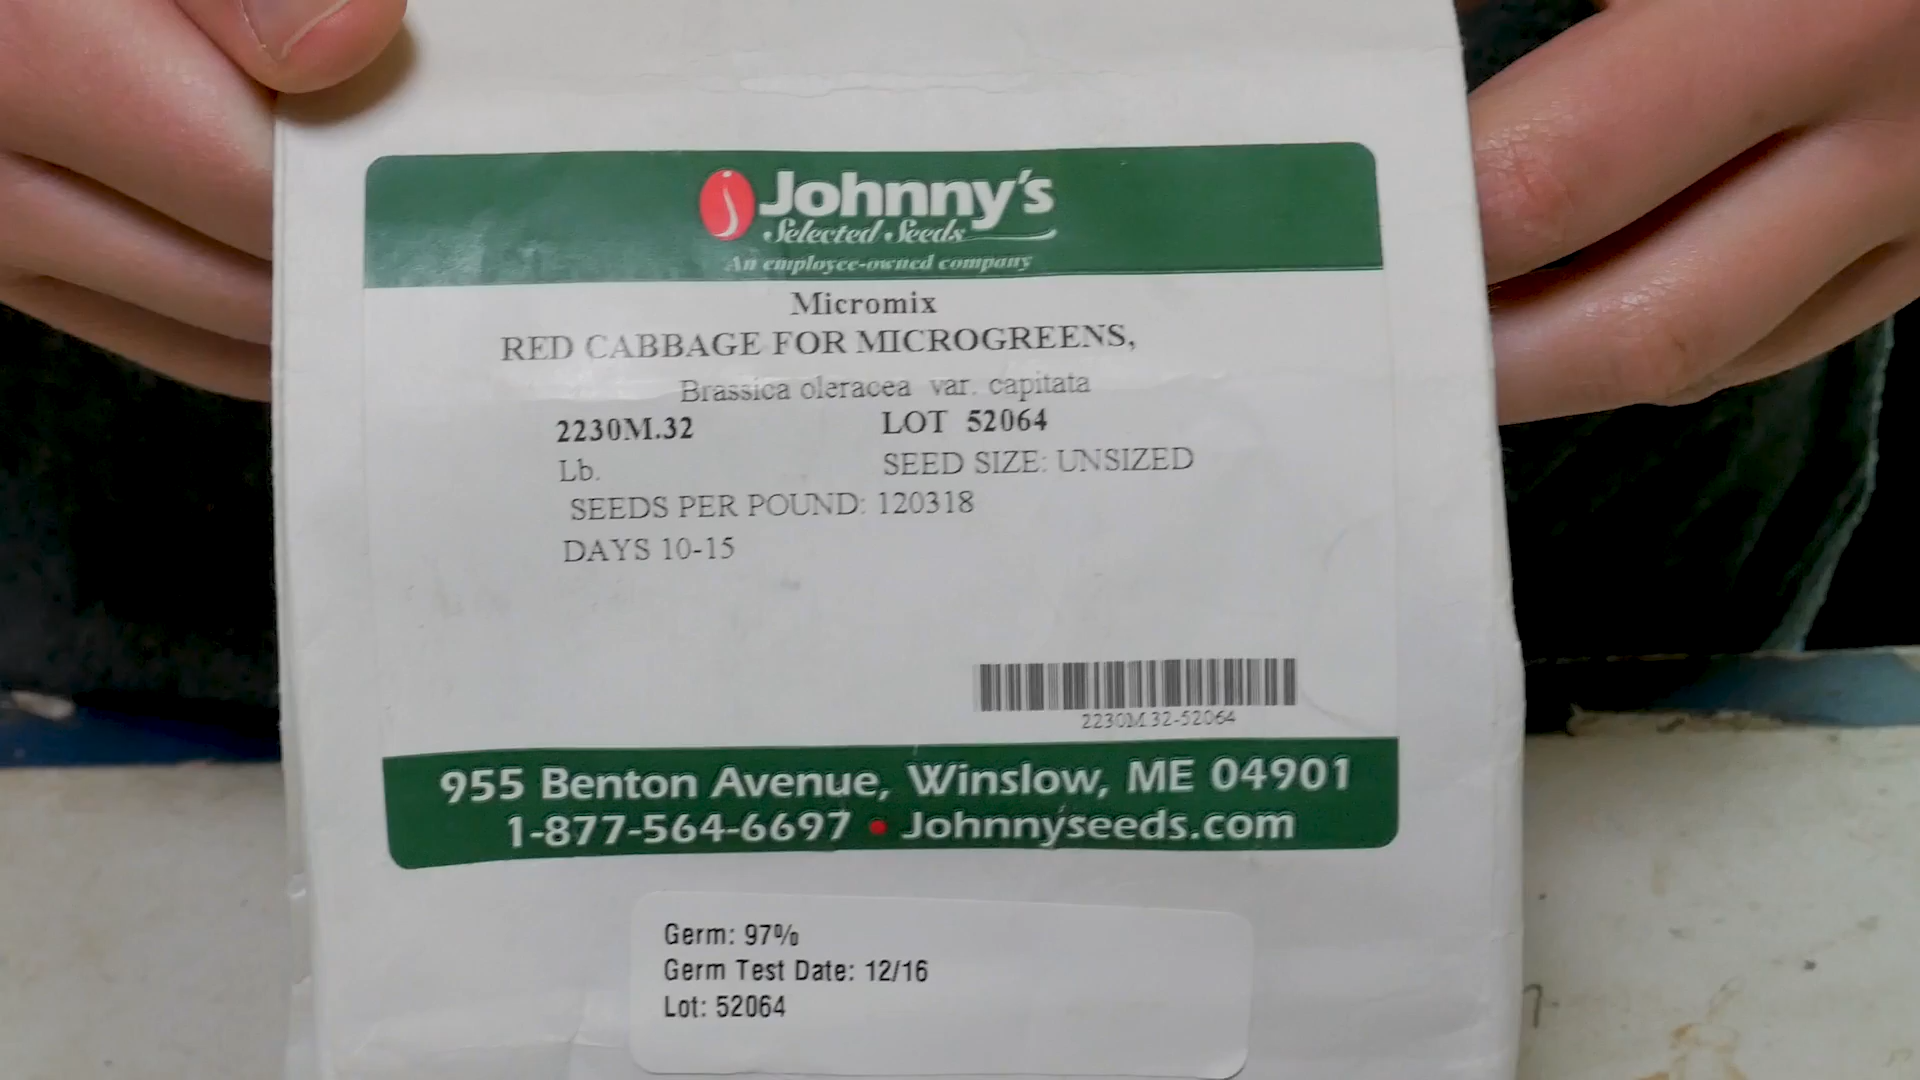 Johnny's
Selected Seeds
An employee-owned company
Micromix
RED CABBAGE FOR MICROGREENS,
Brassica oleracea var. capitata
2230M.32 LOT 52064
Lb. SEED SIZE: UNSIZED
SEEDS PER POUND: 120318
DAYS 10-15
2230M.32-52064
955 Benton Avenue, Winslow, ME 04901
1-877-564-6697 • Johnnyseeds.com
Germ: 97%
Germ Test Date: 12/16
Lot: 52064